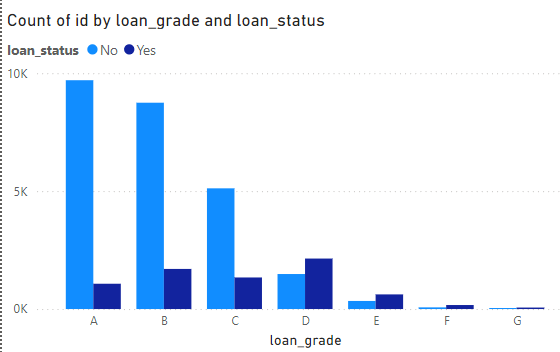 Count of id by loan_grade and loan_status
loan_status No Yes
10K
5K
0K
A B C D E F G
loan_grade